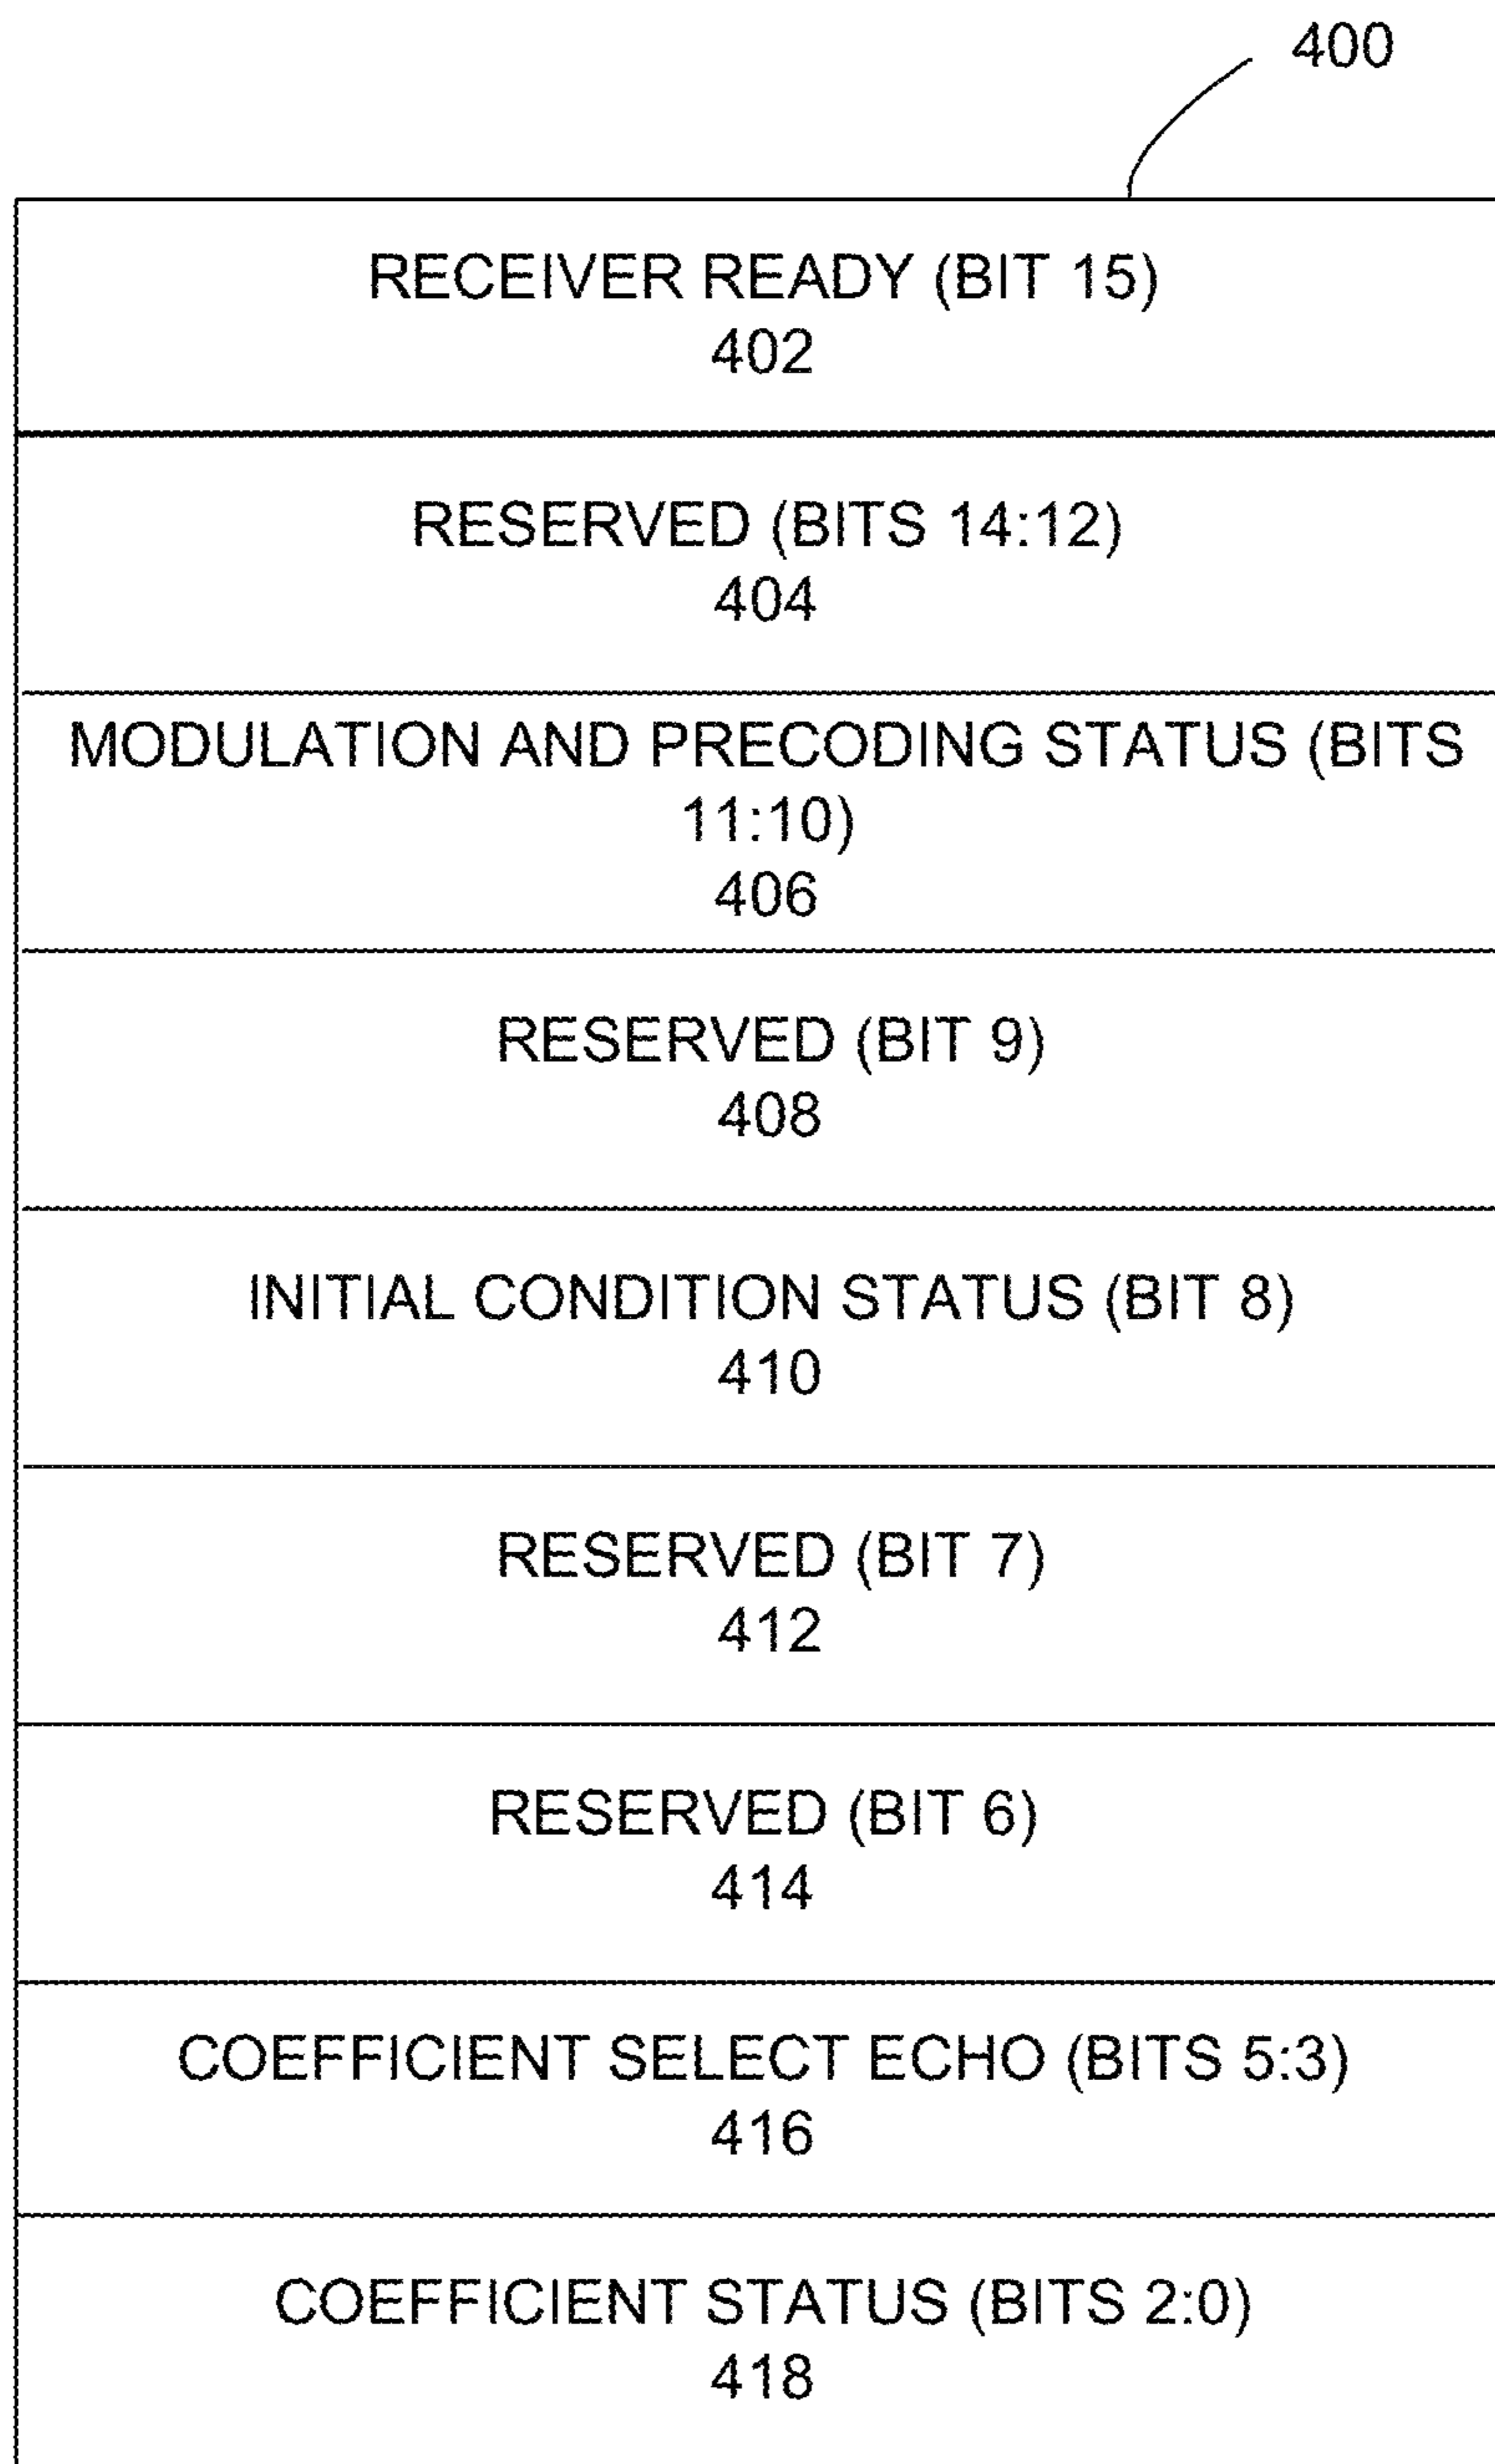 400
RECEIVER READY (BIT 15)
402
RESERVED (BITS 14:12)
404
MODULATION AND PRECODING STATUS (BITS
11:10)
406
RESERVED (BIT 9)
408
INITIAL CONDITION STATUS (BIT 8)
410
RESERVED (BIT 7)
412
RESERVED (BIT 6)
414
COEFFICIENT SELECT ECHO (BITS 5:3)
416
COEFFICIENT STATUS (BITS 2:0)
418